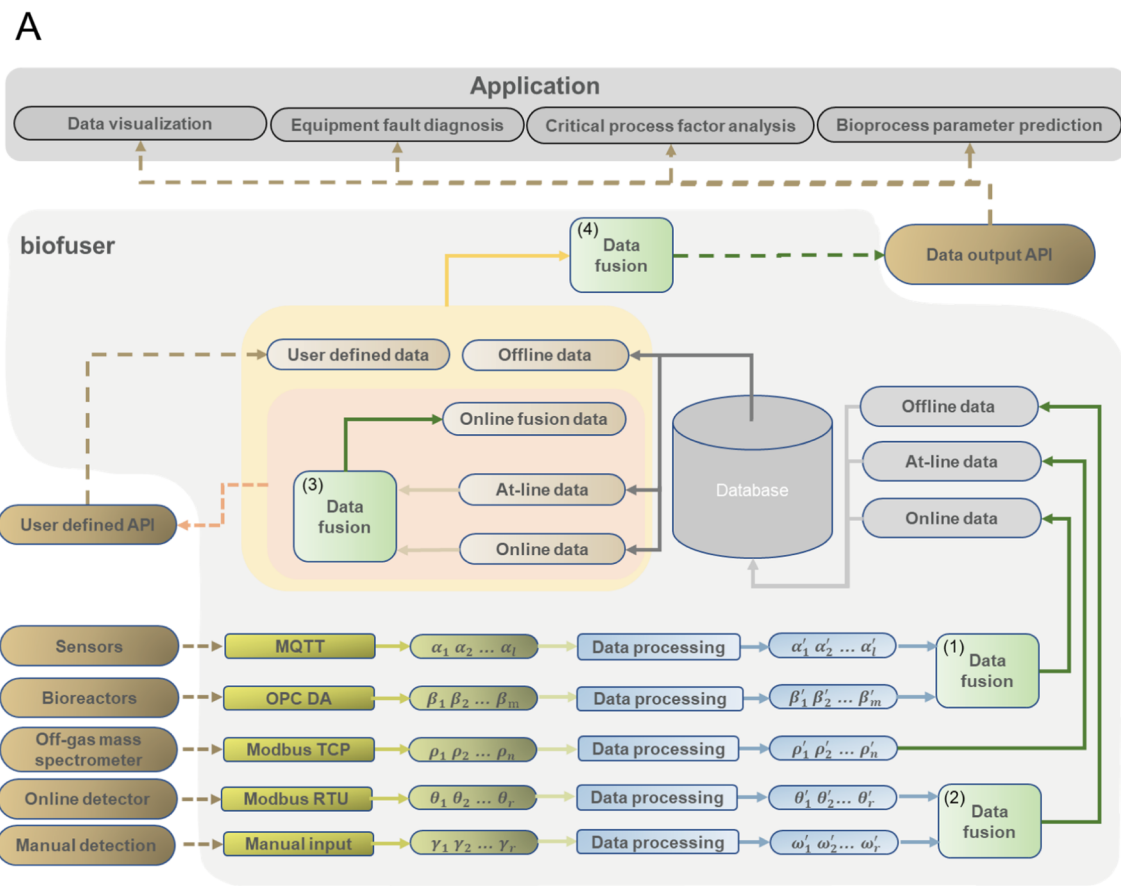 A
Application
Data visualization
Equipment fault diagnosis
Critical process factor analysis
Bioprocess parameter prediction
biofuser
(4)
Data
fusion
Data output API
User defined data
Offline data
Online fusion data
(3)
Data
fusion
At-line data
Online data
User defined API
Database
Offline data
At-line data
Online data
Sensors
MQTT
α₁ α₂ ... αₗ
Data processing
α′₁ α′₂ ... α′ₗ
(1)
Data
fusion
Bioreactors
OPC DA
β₁ β₂ ... βₘ
Data processing
β′₁ β′₂ ... β′ₘ
Off-gas mass
spectrometer
Modbus TCP
ρ₁ ρ₂ ... ρₙ
Data processing
ρ′₁ ρ′₂ ... ρ′ₙ
Online detector
Modbus RTU
θ₁ θ₂ ... θᵣ
Data processing
θ′₁ θ′₂ ... θ′ᵣ
(2)
Data
fusion
Manual detection
Manual input
γ₁ γ₂ ... γᵣ
Data processing
ω′₁ ω′₂ ... ω′ᵣ